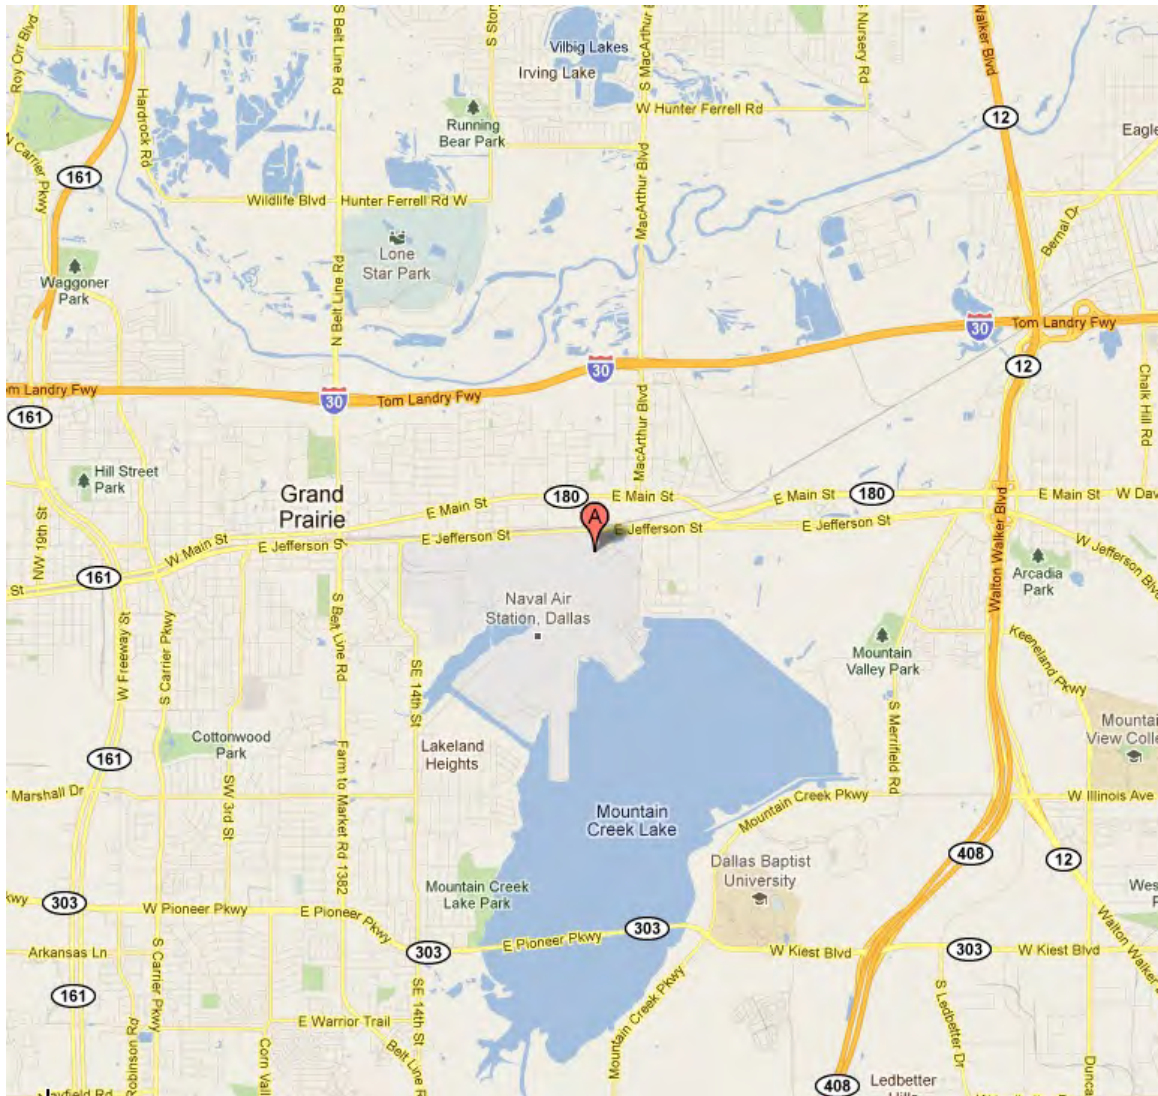 Roy Orr Blvd
S Belt Line Rd
S Story
Vilbig Lakes
Irving Lake
S MacArthur Blvd
S Nursery Rd
Walker Blvd
Hardrock Rd
Running
Bear Park
W Hunter Ferrell Rd
12
Eagle
N Carrier Pkwy
161
Wildlife Blvd
Hunter Ferrell Rd W
MacArthur Blvd
Bernal Dr
Lone
Star Park
Waggoner
Park
N Belt Line Rd
30
Tom Landry Fwy
30
12
om Landry Fwy
30
Tom Landry Fwy
161
MacArthur Blvd
Chalk Hill Rd
Hill Street
Park
Grand
Prairie
E Main St
180
E Main St
E Main St
180
E Main St
W Dav
A
NW 19th St
W Main St
E Jefferson S
E Jefferson St
E Jefferson St
E Jefferson St
W Jefferson Blvd
Walton Walker Blvd
St
161
Arcadia
Park
Naval Air
Station, Dallas
W Freeway St
S Carrier Pkwy
S Belt Line Rd
SE 14th St
Mountain
Valley Park
Keeneland Pkwy
S Merrifield Rd
Mountai
View Colle
Cottonwood
Park
161
Lakeland
Heights
Farm to Market Rd 1382
SW 3rd St
Marshall Dr
Mountain
Creek Lake
Mountain Creek Pkwy
W Illinois Ave
408
12
Dallas Baptist
University
Mountain Creek
Lake Park
Wes
kwy
303
W Pioneer Pkwy
E Pioneer Pkwy
303
E Pioneer Pkwy
303
W Kiest Blvd
303
W Kiest Blvd
Walton Walker
Arkansas Ln
161
S Carrier Pkwy
SE 14th St
Mountain Creek Pkwy
S Ledbetter Dr
E Warrior Trail
Robinson Rd
Corn Vall
Belt Line R
Dunca
408
Ledbetter
ayfield Rd